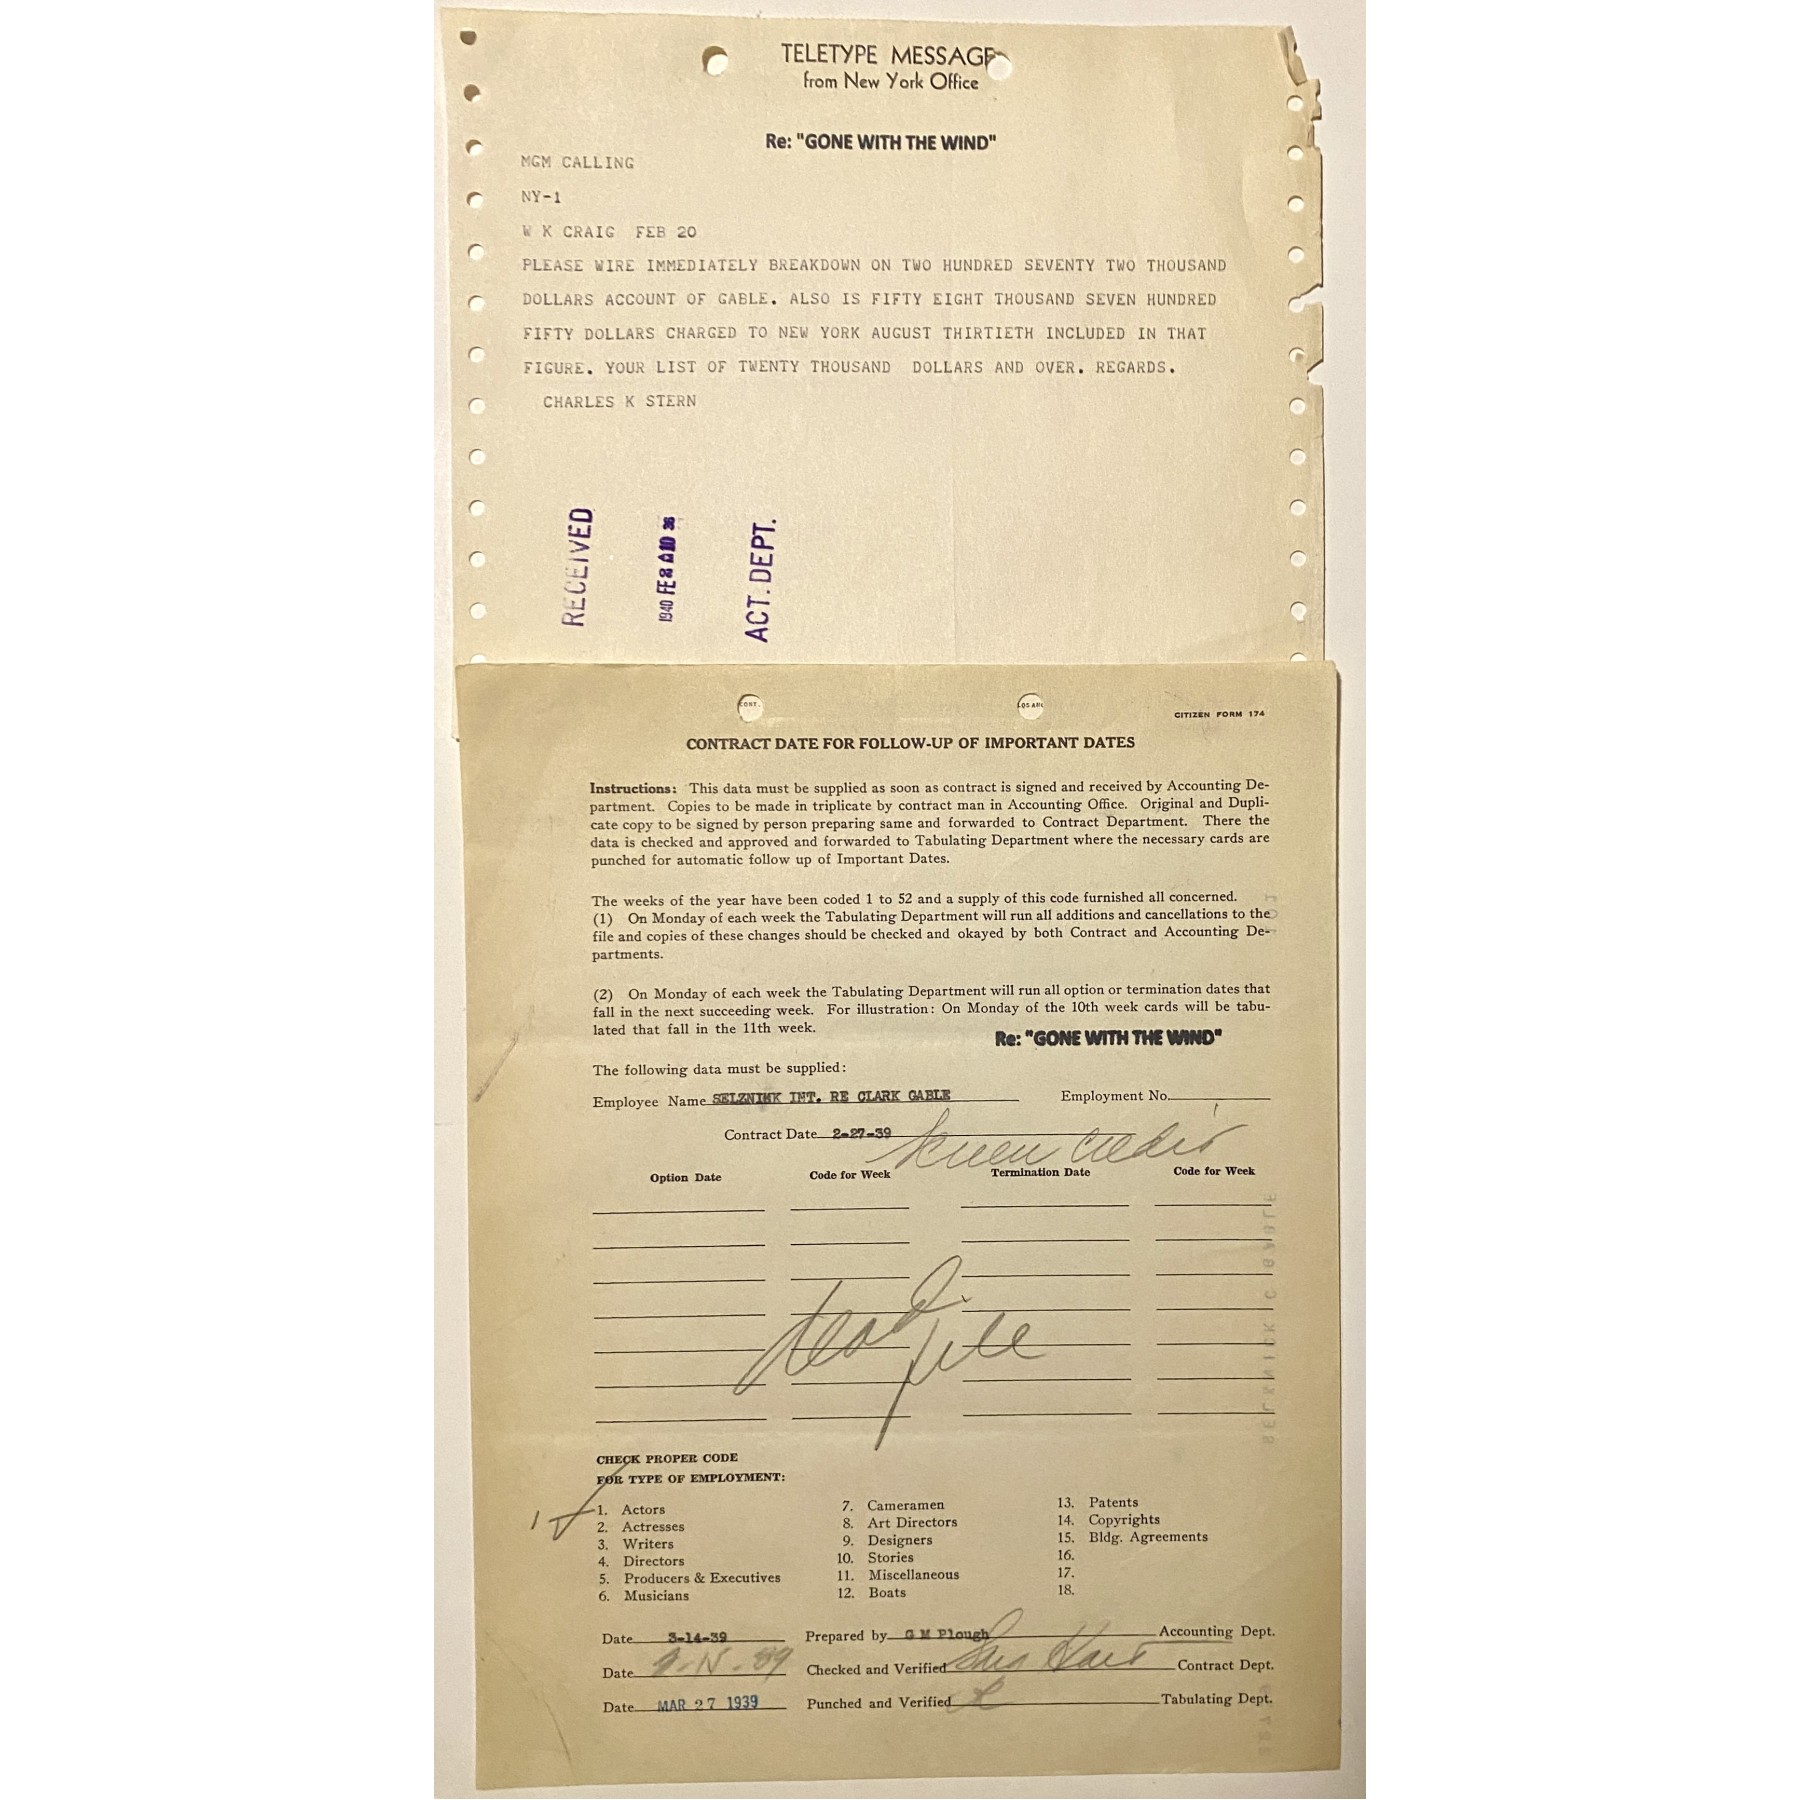 TELETYPE MESSAGE
from New York Office
Re: "GONE WITH THE WIND"
MGM CALLING
NY-1
W K CRAIG FEB 20
PLEASE WIRE IMMEDIATELY BREAKDOWN ON TWO HUNDRED SEVENTY TWO THOUSAND
DOLLARS ACCOUNT OF GABLE. ALSO IS FIFTY EIGHT THOUSAND SEVEN HUNDRED
FIFTY DOLLARS CHARGED TO NEW YORK AUGUST THIRTIETH INCLUDED IN THAT
FIGURE. YOUR LIST OF TWENTY THOUSAND DOLLARS AND OVER. REGARDS.
CHARLES K STERN
RECEIVED
1940
ACT. DEPT.
CONT.
CITIZEN FORM 174
CONTRACT DATE FOR FOLLOW-UP OF IMPORTANT DATES
Instructions: This data must be supplied as soon as contract is signed and received by Accounting De-
partment. Copies to be made in triplicate by contract man in Accounting Office. Original and Dupli-
cate copy to be signed by person preparing same and forwarded to Contract Department. There the
data is checked and approved and forwarded to Tabulating Department where the necessary cards are
punched for automatic follow up of Important Dates.
The weeks of the year have been coded 1 to 52 and a supply of this code furnished all concerned.
(1) On Monday of each week the Tabulating Department will run all additions and cancellations to the
file and copies of these changes should be checked and okayed by both Contract and Accounting De-
partments.
(2) On Monday of each week the Tabulating Department will run all option or termination dates that
fall in the next succeeding week. For illustration: On Monday of the 10th week cards will be tabu-
lated that fall in the 11th week.
Re: "GONE WITH THE WIND"
The following data must be supplied:
Employee Name SELZNIHK INT. RE CLARK GABLE Employment No.
Contract Date 2-27-39
Screen Credit
Option Date Code for Week Termination Date Code for Week
dead file
CHECK PROPER CODE
FOR TYPE OF EMPLOYMENT:
1 1. Actors 7. Cameramen 13. Patents
2. Actresses 8. Art Directors 14. Copyrights
3. Writers 9. Designers 15. Bldg. Agreements
4. Directors 10. Stories 16.
5. Producers & Executives 11. Miscellaneous 17.
6. Musicians 12. Boats 18.
Date 3-14-39 Prepared by G M Plough Accounting Dept.
Date Checked and Verified Contract Dept.
Date MAR 27 1939 Punched and Verified Tabulating Dept.